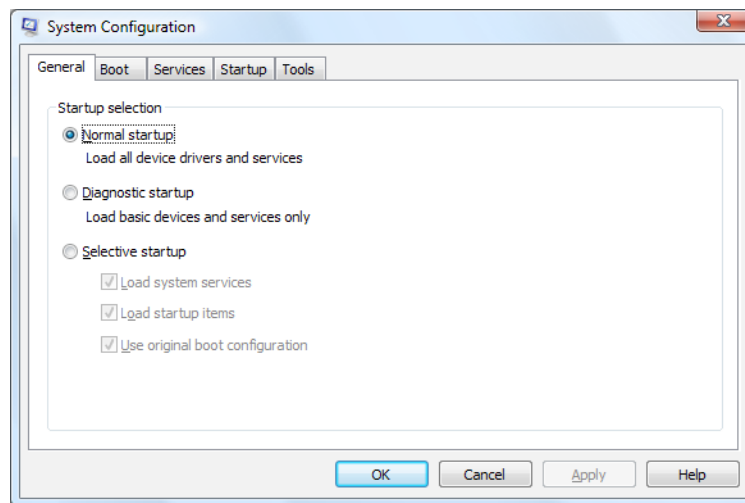 System Configuration
General Boot Services Startup Tools
Startup selection
Normal startup
Load all device drivers and services
Diagnostic startup
Load basic devices and services only
Selective startup
Load system services
Load startup items
Use original boot configuration
OK Cancel Apply Help